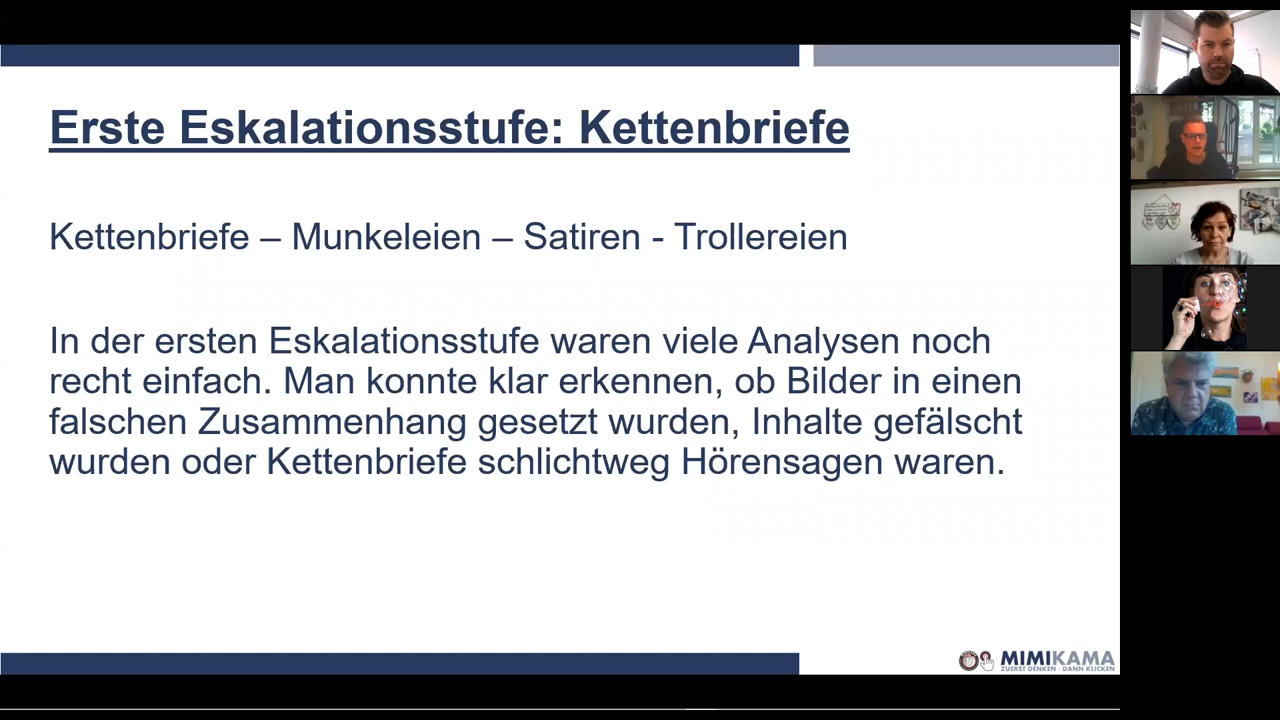 Erste Eskalationsstufe: Kettenbriefe
Kettenbriefe – Munkeleien – Satiren - Trollereien
In der ersten Eskalationsstufe waren viele Analysen noch
recht einfach. Man konnte klar erkennen, ob Bilder in einen
falschen Zusammenhang gesetzt wurden, Inhalte gefälscht
wurden oder Kettenbriefe schlichtweg Hörensagen waren.
MIMIKAMA
ZUERST DENKEN - DANN KLICKEN